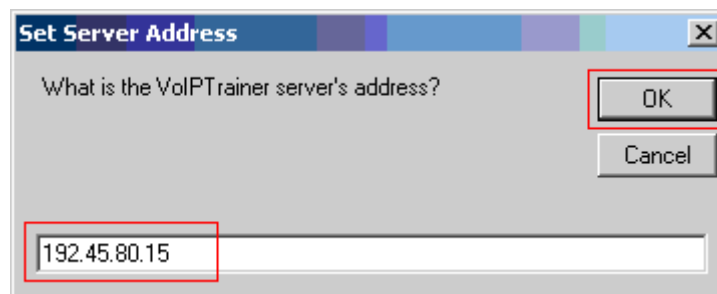 Set Server Address
What is the VoIPTrainer server's address?
OK
Cancel
192.45.80.15